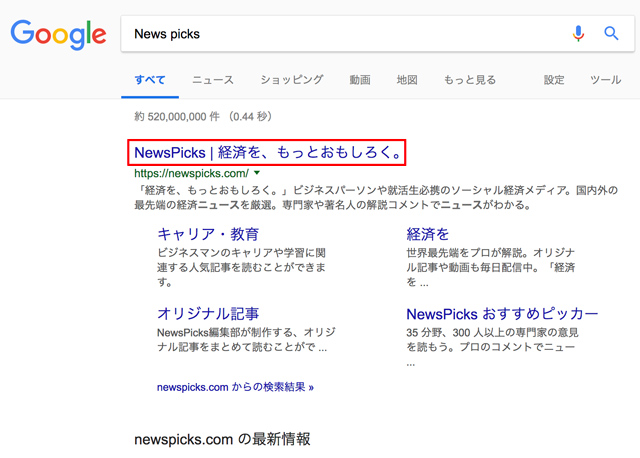 Google
News picks
すべて ニュース ショッピング 動画 地図 もっと見る 設定 ツール
約 520,000,000 件 （0.44 秒）
NewsPicks | 経済を、もっとおもしろく。
https://newspicks.com/
「経済を、もっとおもしろく。」ビジネスパーソンや就活生必携のソーシャル経済メディア。国内外の
最先端の経済ニュースを厳選。専門家や著名人の解説コメントでニュースがわかる。
キャリア・教育
ビジネスマンのキャリアや学習に関
連する人気記事を読むことができま
す。
経済を
世界最先端をプロが解説。オリジナ
ル記事や動画も毎日配信中。「経済
を ...
オリジナル記事
NewsPicks編集部が制作する、オリジ
ナル記事をまとめて読むことがで ...
NewsPicks おすすめピッカー
35 分野、300 人以上の専門家の意見
を読もう。プロのコメントでニュー
...
newspicks.com からの検索結果 »
newspicks.com の最新情報